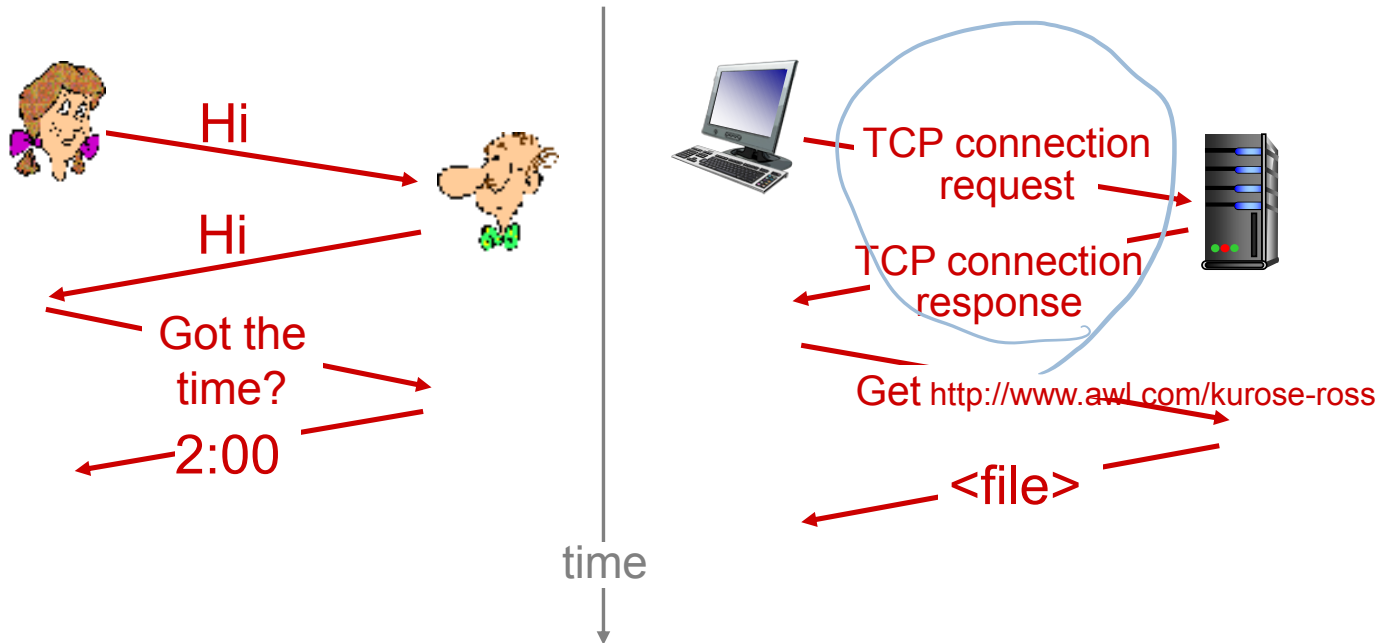 Hi
Hi
Got the
time?
2:00
TCP connection
request
TCP connection
response
Get http://www.awl.com/kurose-ross
<file>
time